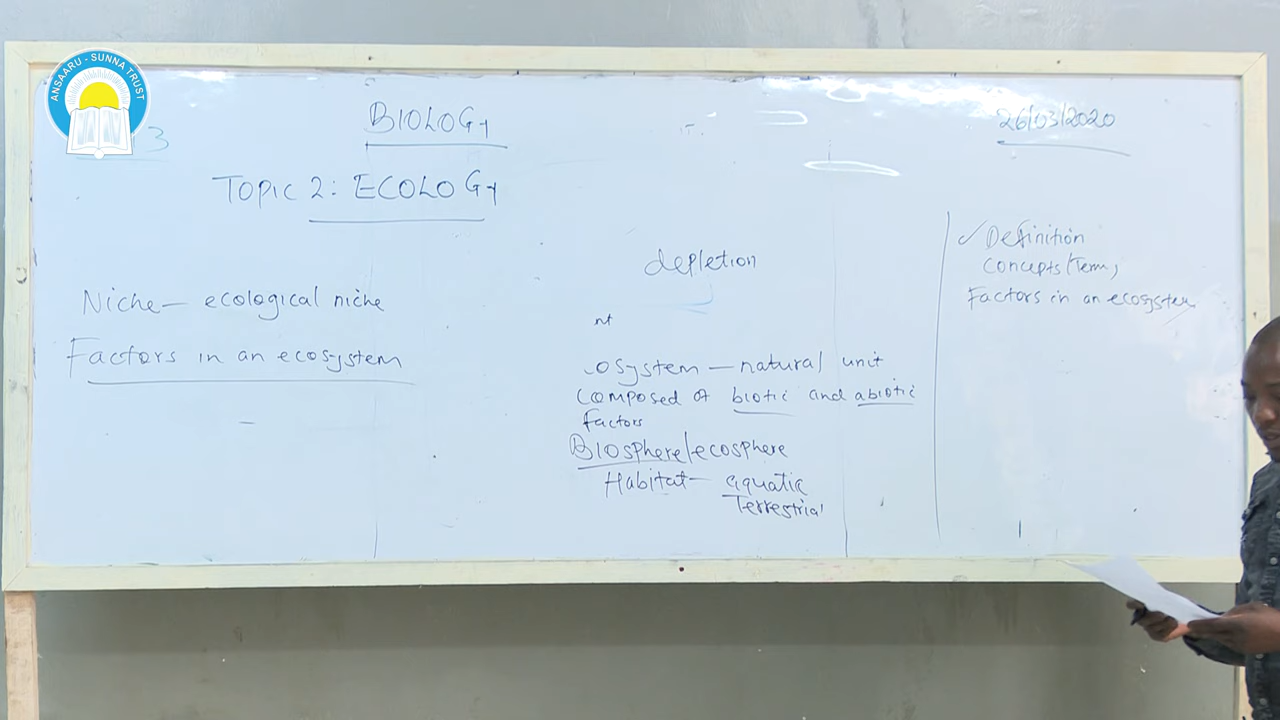 ANSAARU - SUNNA TRUST
3
BIOLOGY
26/03/2020
TOPIC 2: ECOLOGY
Niche — ecological niche
Factors in an ecosystem
depletion
nt
osystem — natural unit
composed of biotic and abiotic
factors
Biosphere/ecosphere
Habitat — aquatic
Terrestrial
✓ Definition
Concepts/Terms
Factors in an ecosystem